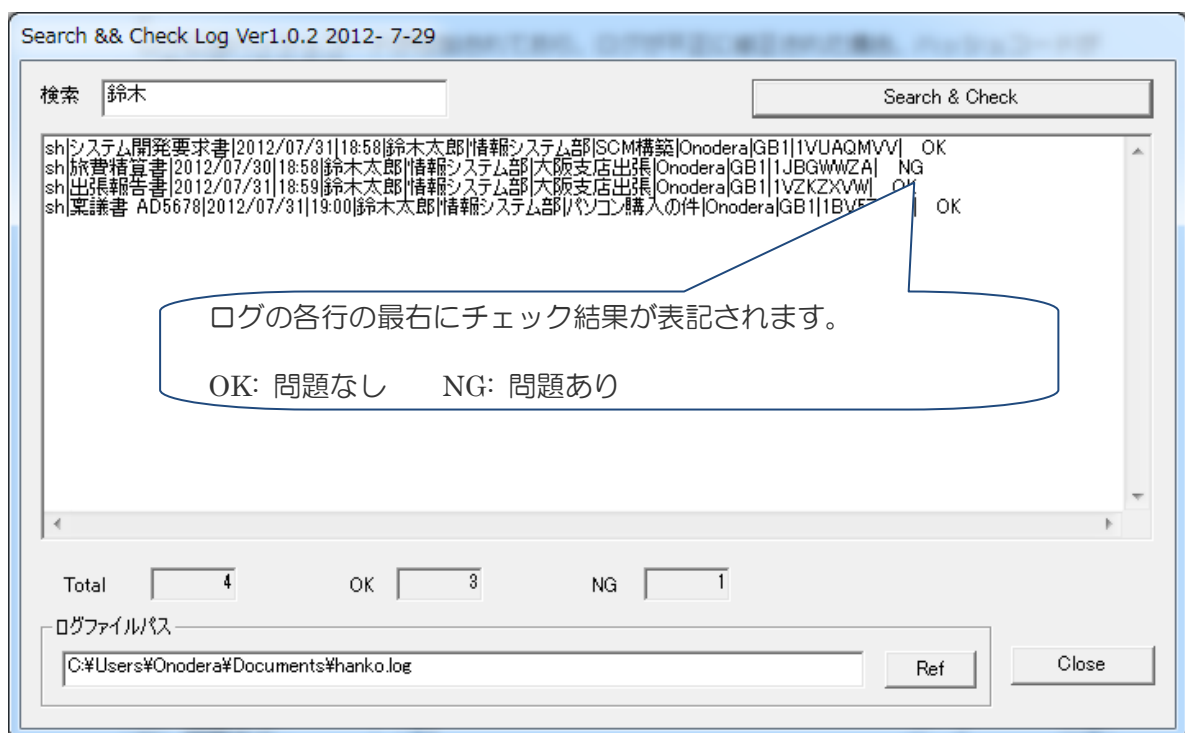 Search && Check Log Ver1.0.2 2012- 7-29
検索 鈴木 Search & Check
sh|システム開発要求書|2012/07/31|18:58|鈴木太郎|情報システム部|SCM構築|Onodera|GB1|1VUAQMVV| OK
sh|旅費精算書|2012/07/30|18:58|鈴木太郎|情報システム部|大阪支店出張|Onodera|GB1|1JBGWWZA| NG
sh|出張報告書|2012/07/31|18:59|鈴木太郎|情報システム部|大阪支店出張|Onodera|GB1|1VZKZXVW| OK
sh|稟議書 AD5678|2012/07/31|19:00|鈴木太郎|情報システム部|パソコン購入の件|Onodera|GB1| OK
ログの各行の最右にチェック結果が表記されます。
OK: 問題なし NG: 問題あり
Total 4 OK 3 NG 1
ログファイルパス
C:¥Users¥Onodera¥Documents¥hanko.log Ref Close